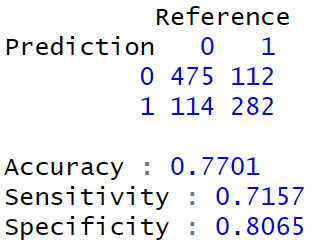 Reference
Prediction 0 1
0 475 112
1 114 282
Accuracy : 0.7701
Sensitivity : 0.7157
Specificity : 0.8065